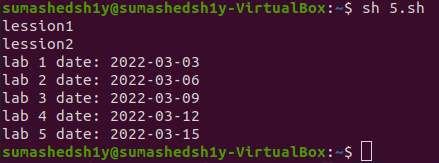 sumashedsh1y@sumashedsh1y-VirtualBox:~$ sh 5.sh
lession1
lession2
lab 1 date: 2022-03-03
lab 2 date: 2022-03-06
lab 3 date: 2022-03-09
lab 4 date: 2022-03-12
lab 5 date: 2022-03-15
sumashedsh1y@sumashedsh1y-VirtualBox:~$